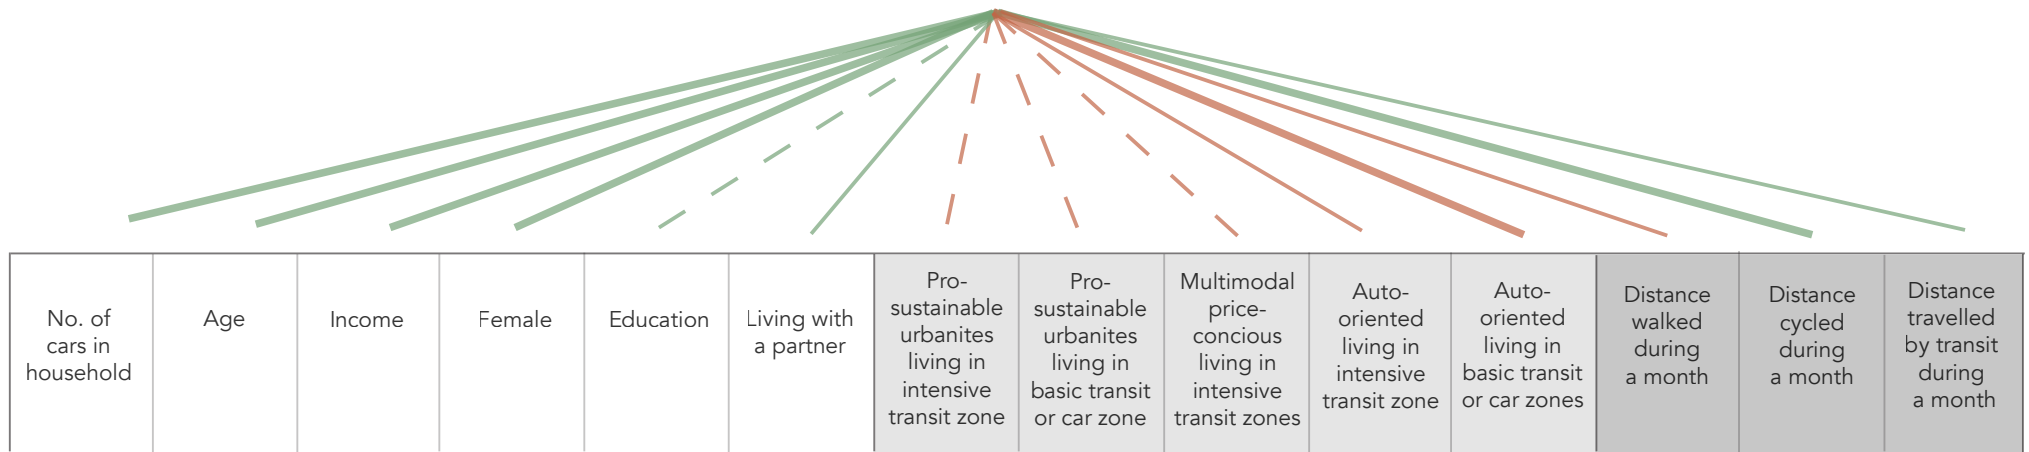 No. of
cars in
household
Age
Income
Female
Education
Living with
a partner
Pro-
sustainable
urbanites
living in
intensive
transit zone
Pro-
sustainable
urbanites
living in
basic transit
or car zone
Multimodal
price-
concious
living in
intensive
transit zones
Auto-
oriented
living in
intensive
transit zone
Auto-
oriented
living in
basic transit
or car zones
Distance
walked
during
a month
Distance
cycled
during
a month
Distance
travelled
by transit
during
a month